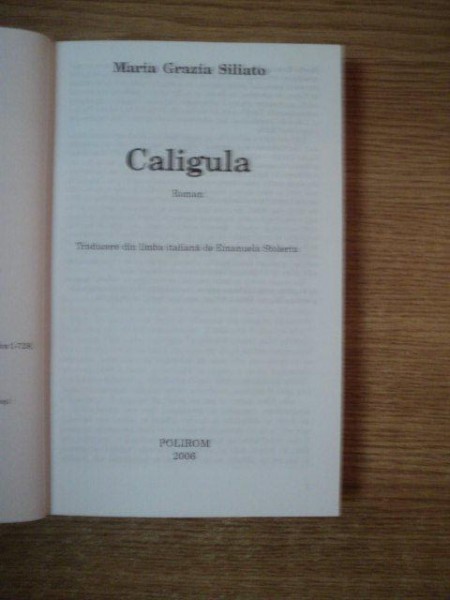 Maria Grazia Siliato
Caligula
Roman
Traducere din limba italiană de Emanuela Stoleriu
POLIROM
2006